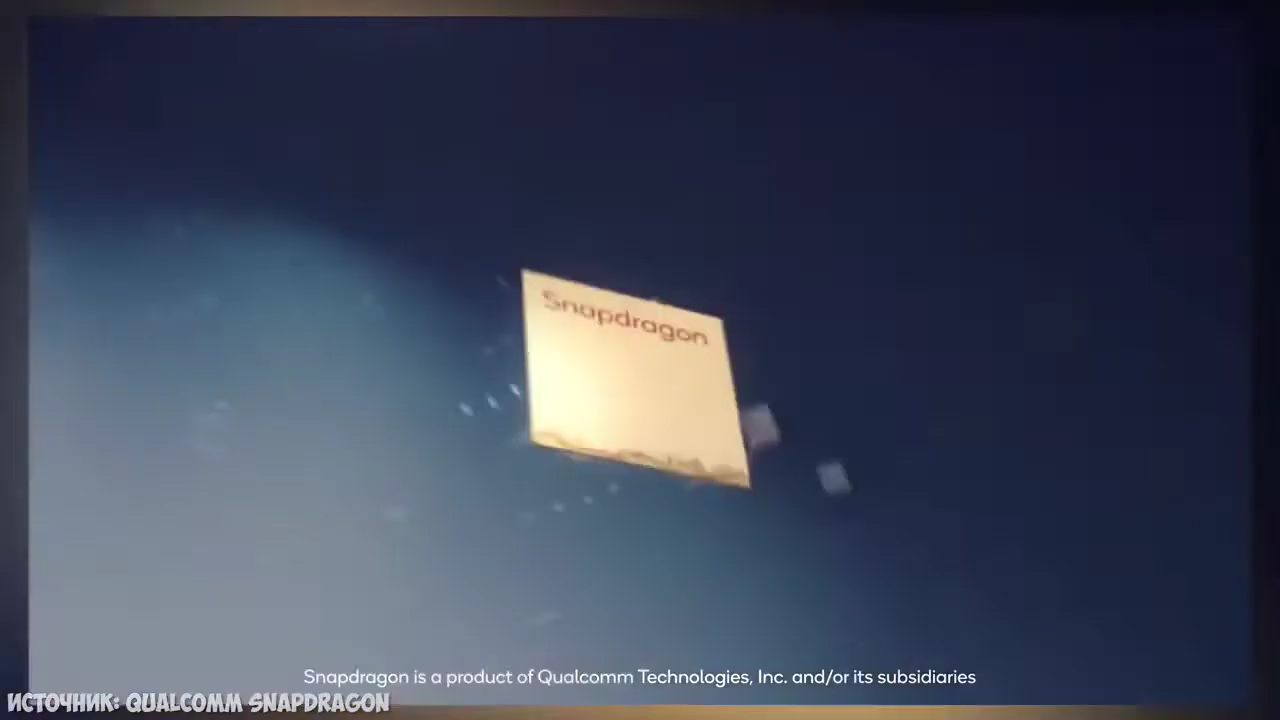 Snapdragon
Snapdragon is a product of Qualcomm Technologies, Inc. and/or its subsidiaries
ИСТОЧНИК: QUALCOMM SNAPDRAGON